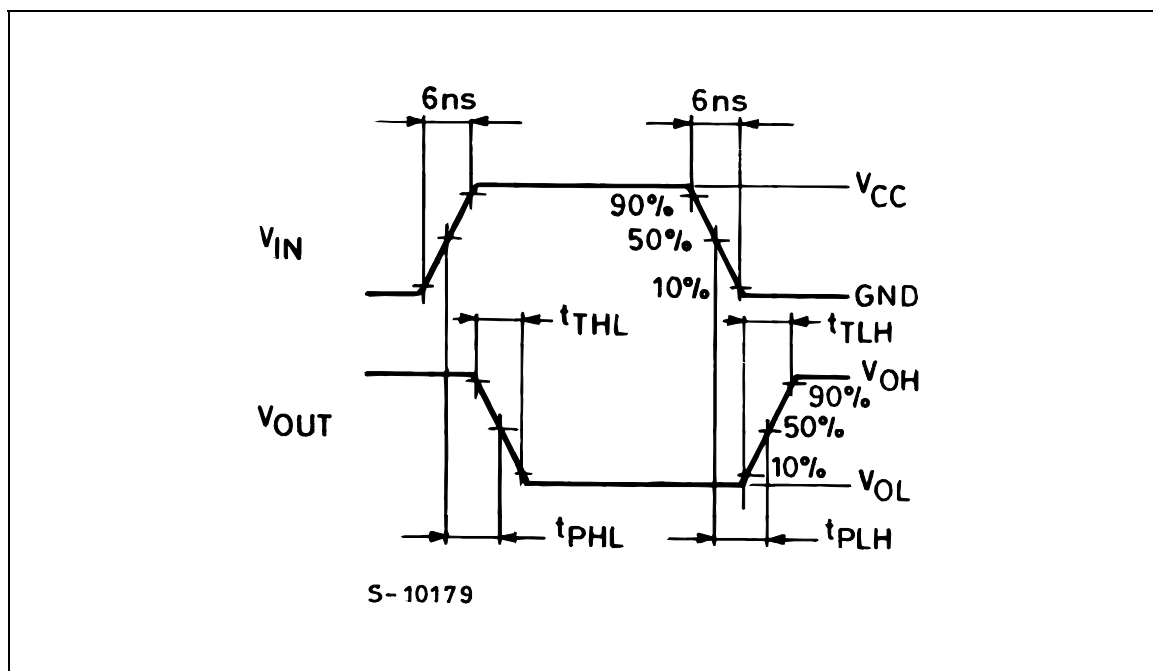 6ns 6ns
VCC
90%
VIN 50%
10% GND
tTHL tTLH
VOH
90%
VOUT 50%
10%
VOL
tPHL tPLH
S-10179